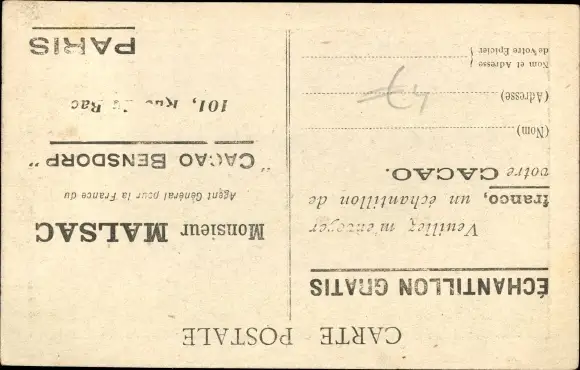 CARTE POSTALE
ÉCHANTILLON GRATIS
Veuillez m'envoyer
franco, un échantillon de
votre CACAO.
(Nom)
(Adresse)
Nom et Adresse
de Votre Épicier
Monsieur MALSAC
Agent Général pour la France du
"CACAO BENSDORP"
101, Rue du Bac
PARIS